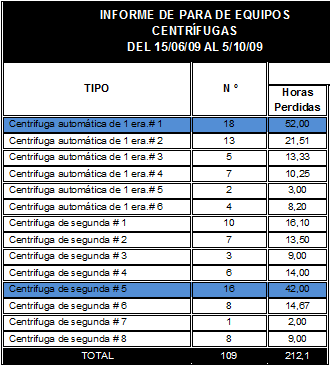 INFORME DE PARA DE EQUIPOS
CENTRÍFUGAS
DEL 15/06/09 AL 5/10/09
TIPO N º Horas Perdidas
Centrifuga automática de 1 era.# 1 18 52,00
Centrifuga automática de 1 era.# 2 13 21,51
Centrifuga automática de 1 era.# 3 5 13,33
Centrifuga automática de 1 era.# 4 7 10,25
Centrifuga automática de 1 era.# 5 2 3,00
Centrifuga automática de 1 era.# 6 4 8,20
Centrifuga de segunda # 1 10 16,10
Centrifuga de segunda # 2 7 13,50
Centrifuga de segunda # 3 3 9,00
Centrifuga de segunda # 4 6 14,00
Centrifuga de segunda # 5 16 42,00
Centrifuga de segunda # 6 8 14,67
Centrifuga de segunda # 7 1 2,00
Centrifuga de segunda # 8 8 9,00
TOTAL 109 212,1